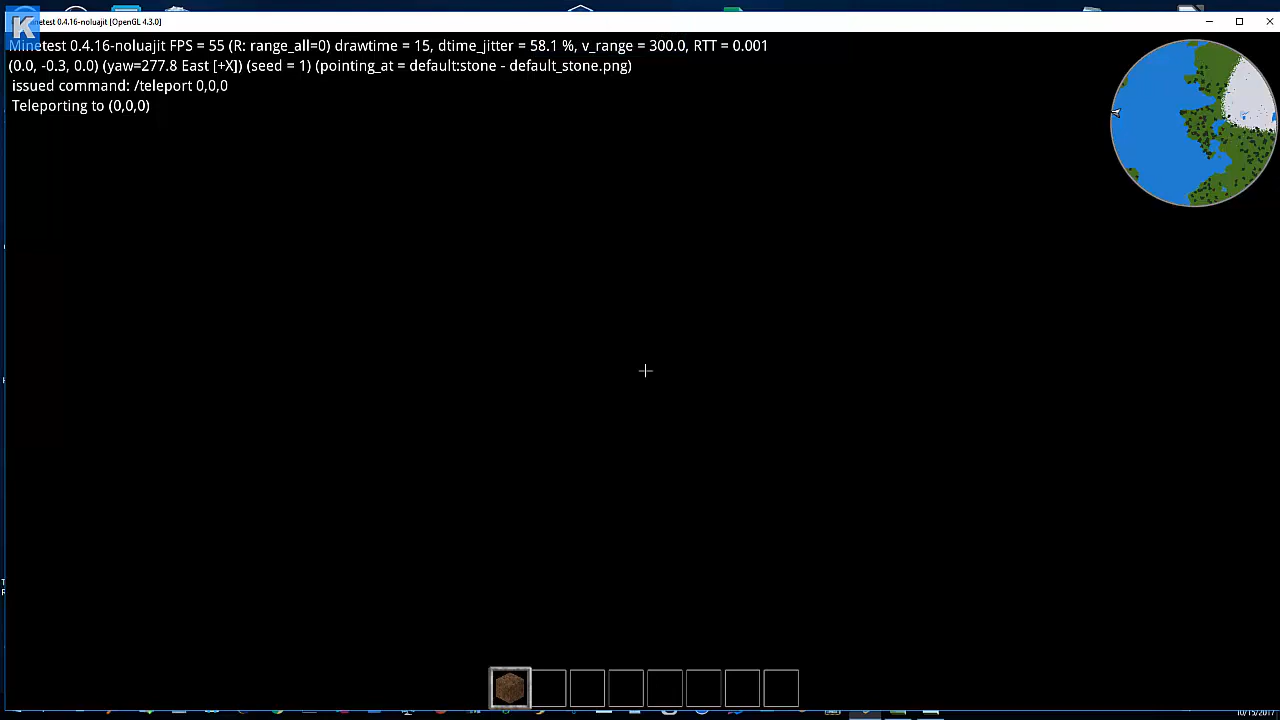 K
Minetest 0.4.16-noluajit [OpenGL 4.3.0]
Minetest 0.4.16-noluajit FPS = 55 (R: range_all=0) drawtime = 15, dtime_jitter = 58.1 %, v_range = 300.0, RTT = 0.001
(0.0, -0.3, 0.0) (yaw=277.8 East [+X]) (seed = 1) (pointing_at = default:stone - default_stone.png)
issued command: /teleport 0,0,0
Teleporting to (0,0,0)
10/15/2017